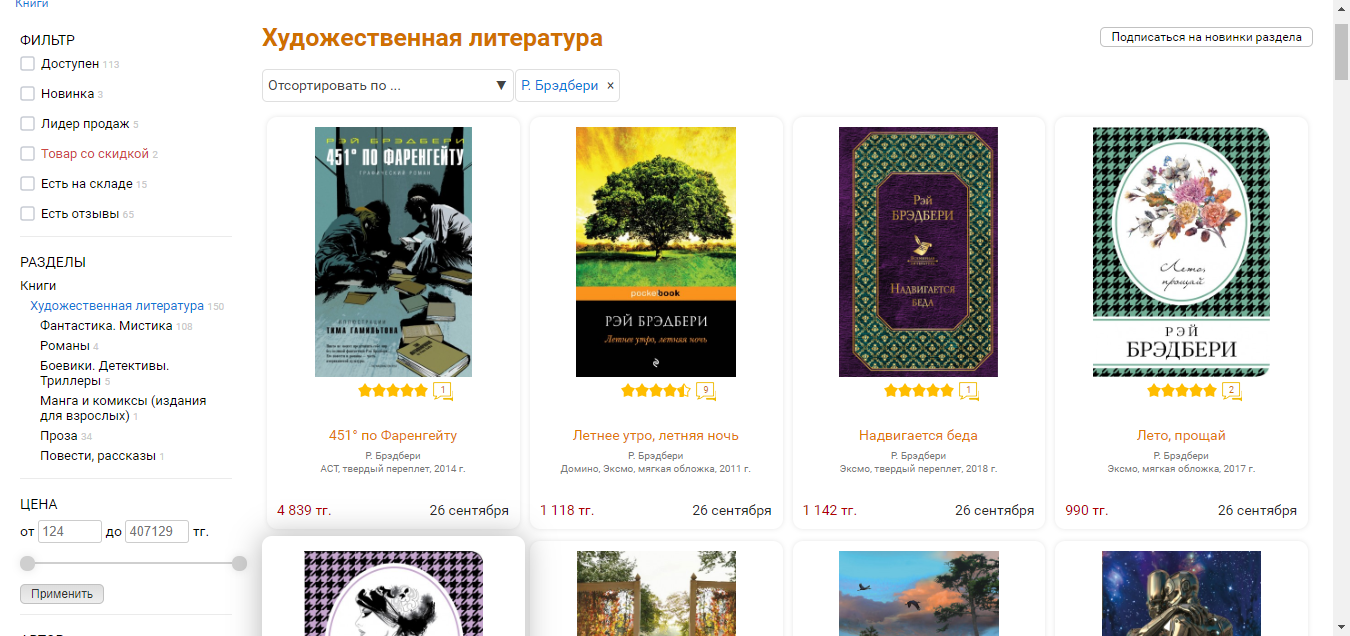 Книги
ФИЛЬТР
Доступен 113
Новинка 3
Лидер продаж 5
Товар со скидкой 2
Есть на складе 15
Есть отзывы 65
РАЗДЕЛЫ
Книги
Художественная литература 150
Фантастика. Мистика 108
Романы 4
Боевики. Детективы.
Триллеры 5
Манга и комиксы (издания
для взрослых) 1
Проза 34
Повести, рассказы 1
ЦЕНА
от 124 до 407129 тг.
Применить
Художественная литература
Подписаться на новинки раздела
Отсортировать по ... ▼
Р. Брэдбери ×
РЭЙ БРЭДБЕРИ
451° ПО ФАРЕНГЕЙТУ
ГРАФИЧЕСКИЙ РОМАН
ИЛЛЮСТРАЦИИ
ТИМА ГАМИЛЬТОНА
1
451° по Фаренгейту
Р. Брэдбери
АСТ, твердый переплет, 2014 г.
4 839 тг. 26 сентября
pocketbook
РЭЙ БРЭДБЕРИ
Летнее утро, летняя ночь
9
Летнее утро, летняя ночь
Р. Брэдбери
Домино, Эксмо, мягкая обложка, 2011 г.
1 118 тг. 26 сентября
Рэй
БРЭДБЕРИ
НАДВИГАЕТСЯ
БЕДА
1
Надвигается беда
Р. Брэдбери
Эксмо, твердый переплет, 2018 г.
1 142 тг. 26 сентября
Лето,
прощай
РЭЙ
БРЭДБЕРИ
2
Лето, прощай
Р. Брэдбери
Эксмо, мягкая обложка, 2017 г.
990 тг. 26 сентября